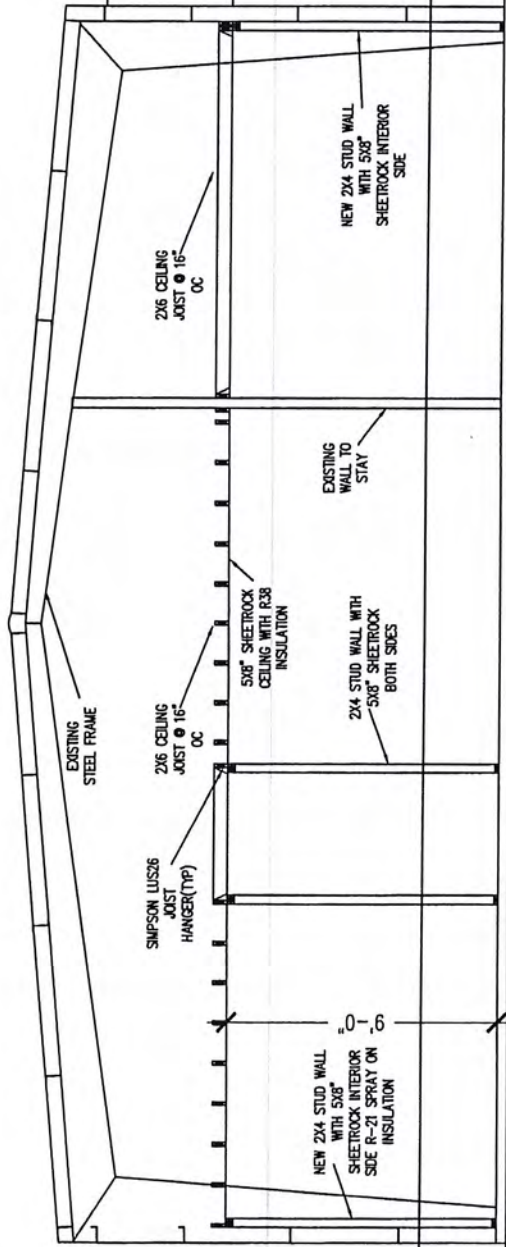 EXISTING
STEEL FRAME
SIMPSON LUS26
JOIST
HANGER(TYP)
2X6 CEILING
JOIST @ 16"
OC
5X8" SHEETROCK
CEILING WITH R38
INSULATION
2X6 CEILING
JOIST @ 16"
OC
9'-0"
NEW 2X4 STUD WALL
WITH 5X8"
SHEETROCK INTERIOR
SIDE R-21 SPRAY ON
INSULATION
2X4 STUD WALL WITH
5X8" SHEETROCK
BOTH SIDES
EXISTING
WALL TO
STAY
NEW 2X4 STUD WALL
WITH 5X8"
SHEETROCK INTERIOR
SIDE